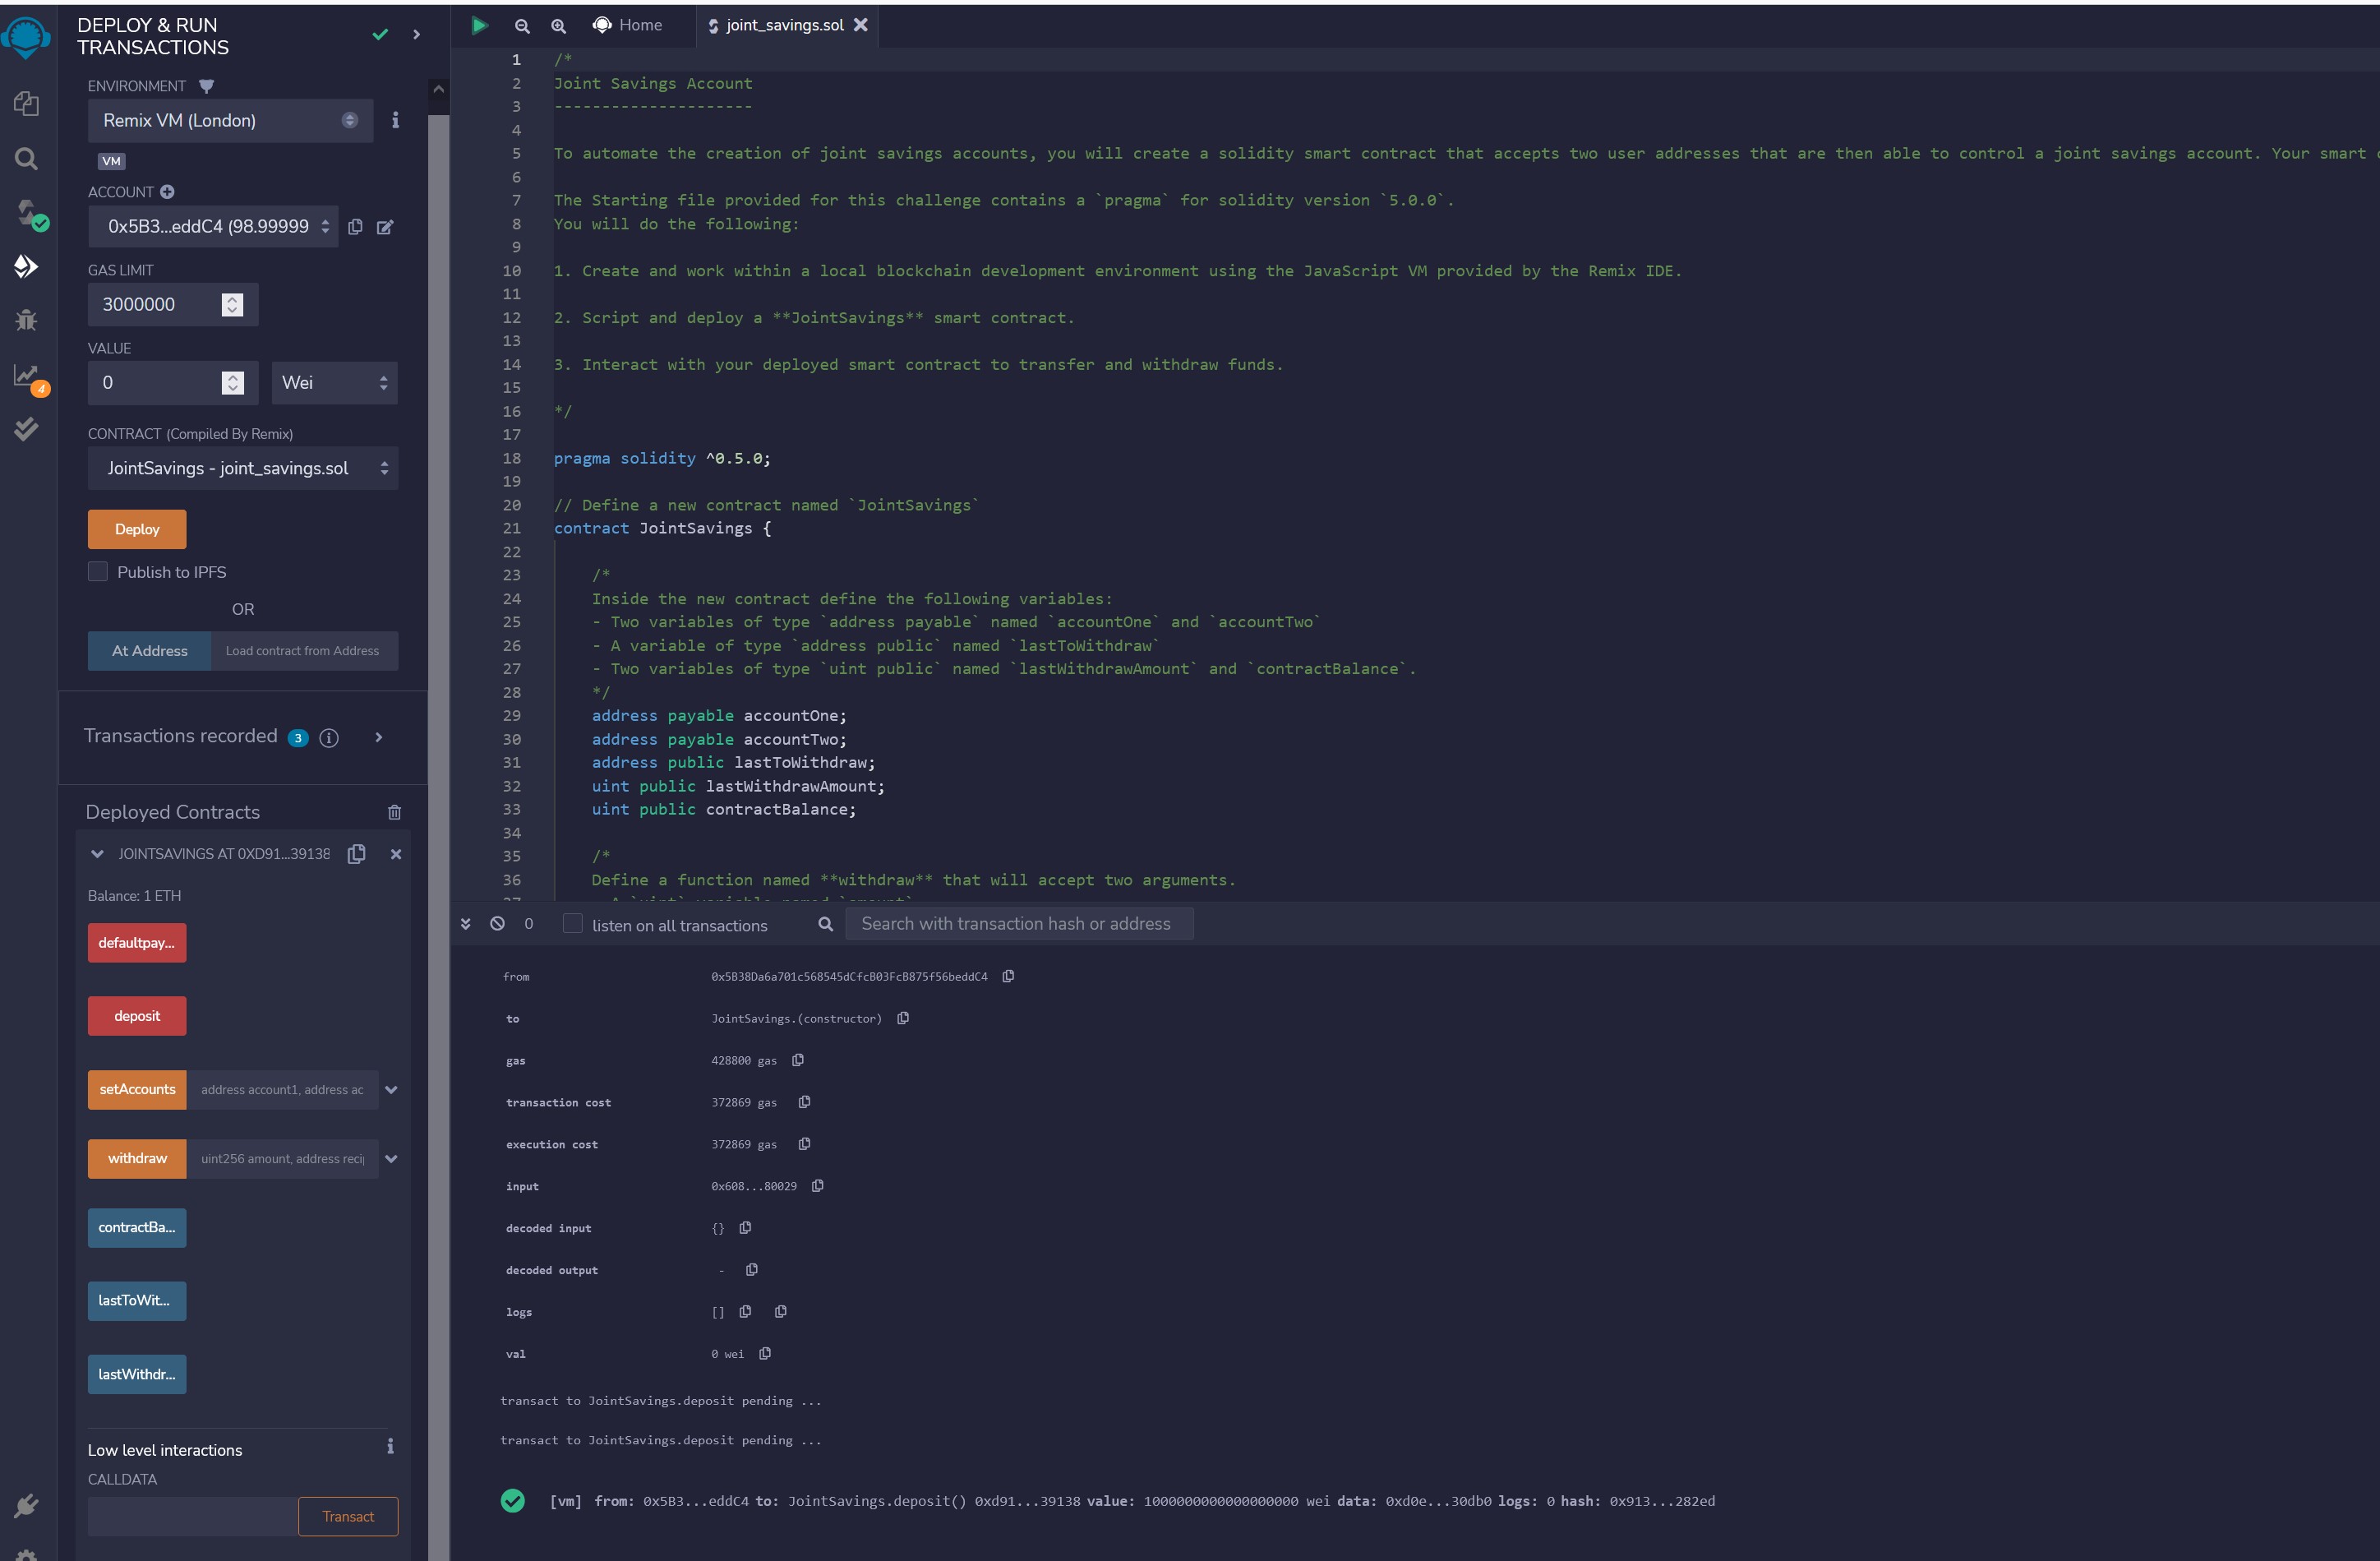 DEPLOY & RUN
TRANSACTIONS
ENVIRONMENT
Remix VM (London)
VM
ACCOUNT
0x5B3...eddC4 (98.99999
GAS LIMIT
3000000
VALUE
0
Wei
CONTRACT (Compiled By Remix)
JointSavings - joint_savings.sol
Deploy
Publish to IPFS
OR
At Address
Load contract from Address
Transactions recorded 3
Deployed Contracts
JOINTSAVINGS AT 0XD91...39138
Balance: 1 ETH
defaultpay...
deposit
setAccounts
address account1, address ac
withdraw
uint256 amount, address reci
contractBa...
lastToWit...
lastWithdr...
Low level interactions
CALLDATA
Transact
4
Home
joint_savings.sol
1 /*
2 Joint Savings Account
3 ---------------------
4
5 To automate the creation of joint savings accounts, you will create a solidity smart contract that accepts two user addresses that are then able to control a joint savings account. Your smart
6
7 The Starting file provided for this challenge contains a `pragma` for solidity version `5.0.0`.
8 You will do the following:
9
10 1. Create and work within a local blockchain development environment using the JavaScript VM provided by the Remix IDE.
11
12 2. Script and deploy a **JointSavings** smart contract.
13
14 3. Interact with your deployed smart contract to transfer and withdraw funds.
15
16 */
17
18 pragma solidity ^0.5.0;
19
20 // Define a new contract named `JointSavings`
21 contract JointSavings {
22
23 /*
24 Inside the new contract define the following variables:
25 - Two variables of type `address payable` named `accountOne` and `accountTwo`
26 - A variable of type `address public` named `lastToWithdraw`
27 - Two variables of type `uint public` named `lastWithdrawAmount` and `contractBalance`.
28 */
29 address payable accountOne;
30 address payable accountTwo;
31 address public lastToWithdraw;
32 uint public lastWithdrawAmount;
33 uint public contractBalance;
34
35 /*
36 Define a function named **withdraw** that will accept two arguments.
0
listen on all transactions
Search with transaction hash or address
from 0x5B38Da6a701c568545dCfcB03FcB875f56beddC4
to JointSavings.(constructor)
gas 428800 gas
transaction cost 372869 gas
execution cost 372869 gas
input 0x608...80029
decoded input {}
decoded output -
logs []
val 0 wei
transact to JointSavings.deposit pending ...
transact to JointSavings.deposit pending ...
[vm] from: 0x5B3...eddC4 to: JointSavings.deposit() 0xd91...39138 value: 1000000000000000000 wei data: 0xd0e...30db0 logs: 0 hash: 0x913...282ed